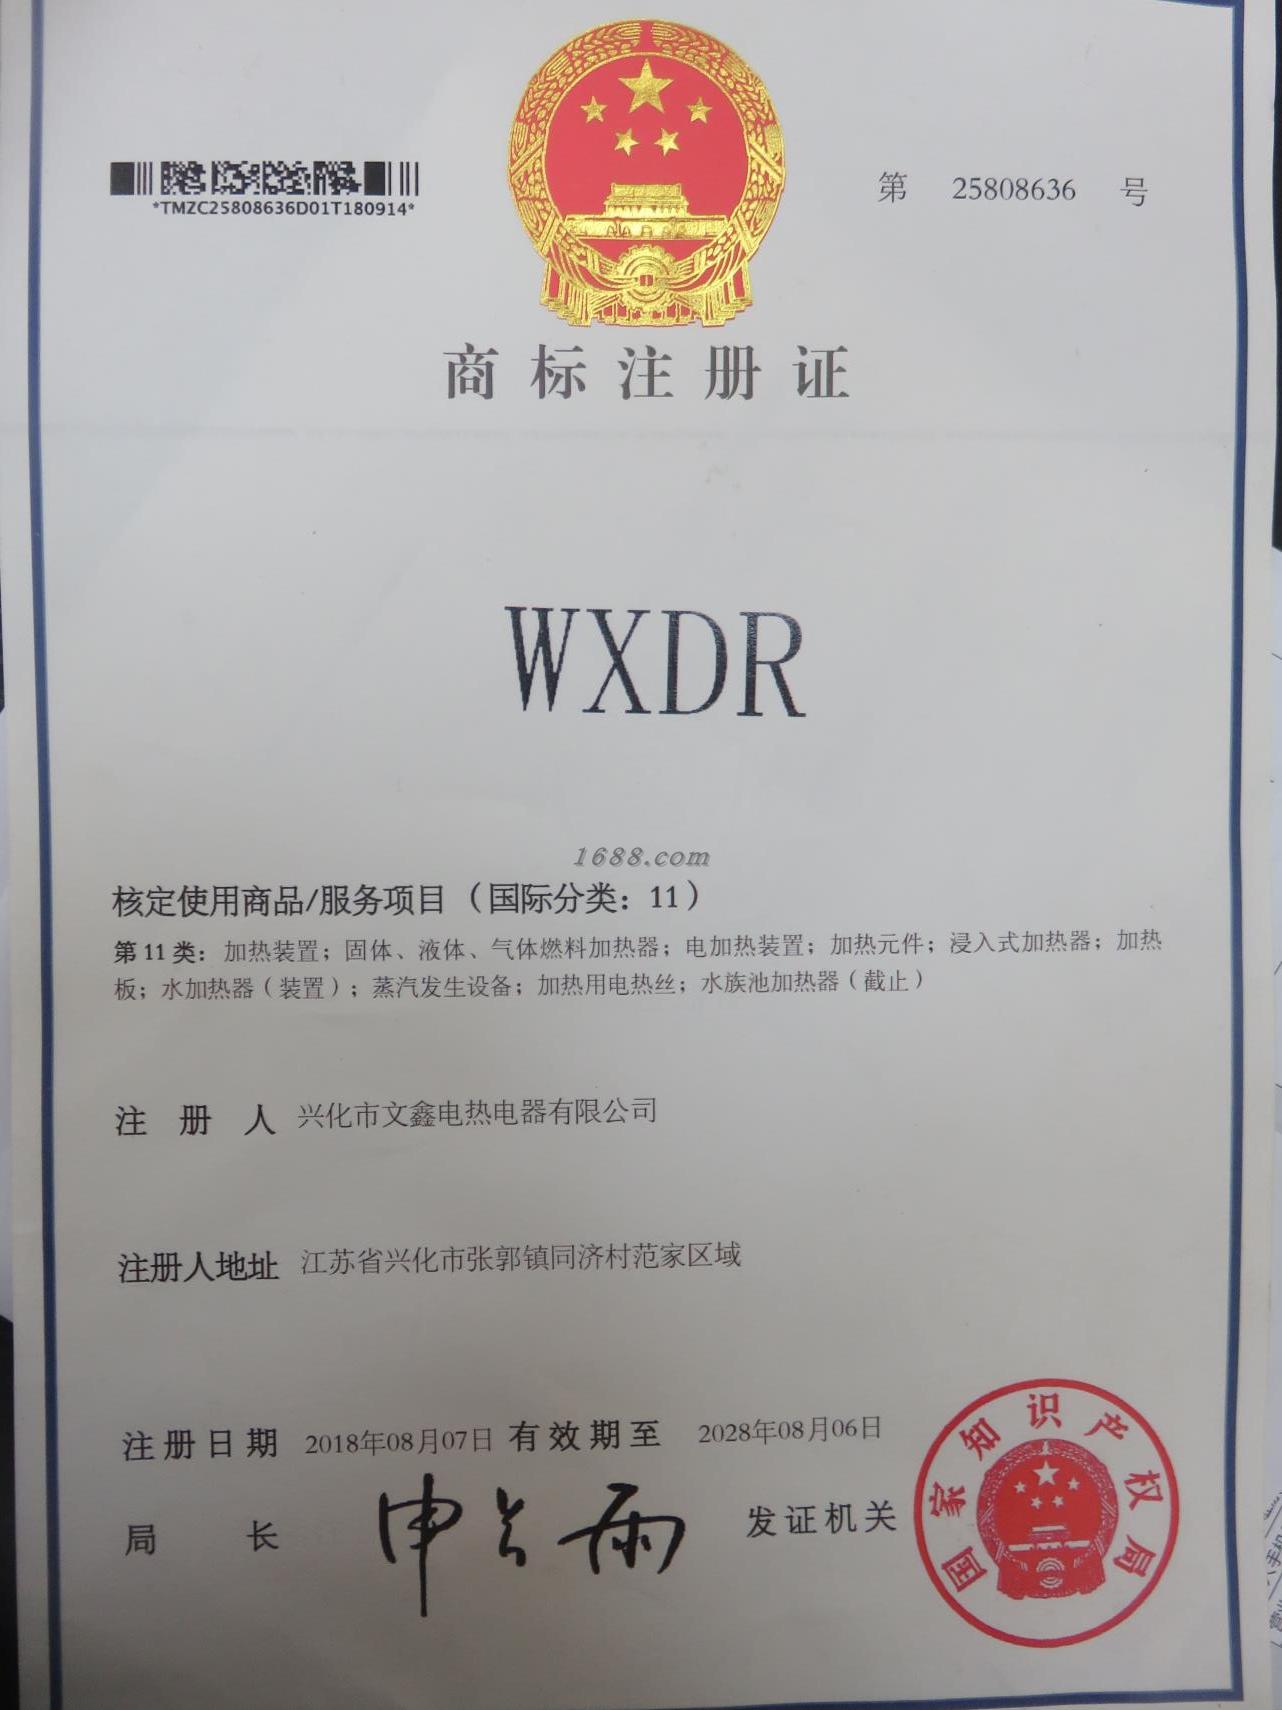 *TMZC25808636D01T180914*
第 25808636 号
商标注册证
WXDR
1688.com
核定使用商品/服务项目（国际分类：11）
第 11 类：加热装置；固体、液体、气体燃料加热器；电加热装置；加热元件；浸入式加热器；加热
板；水加热器（装置）；蒸汽发生设备；加热用电热丝；水族池加热器（截止）
注册人 兴化市文鑫电热电器有限公司
注册人地址 江苏省兴化市张郭镇同济村范家区域
注册日期 2018年08月07日 有效期至 2028年08月06日
局长 申长雨 发证机关
国家知识产权局